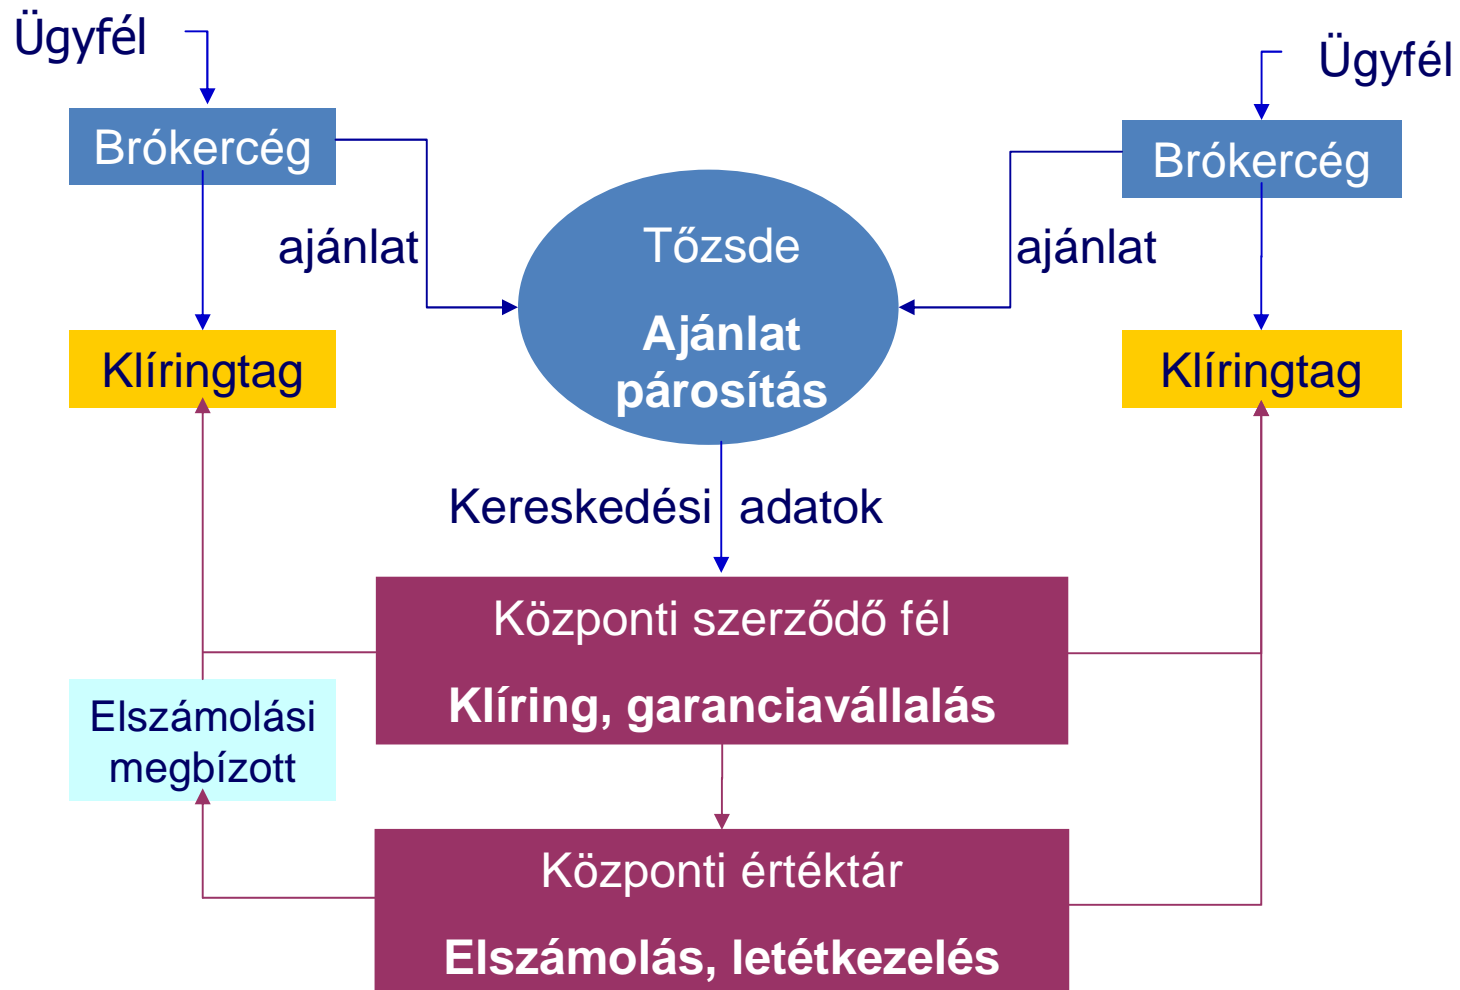 Ügyfél
Ügyfél
Brókercég
Brókercég
ajánlat
Tőzsde
ajánlat
Ajánlat
párosítás
Klíringtag
Klíringtag
Kereskedési adatok
Központi szerződő fél
Klíring, garanciavállalás
Elszámolási
megbízott
Központi értéktár
Elszámolás, letétkezelés